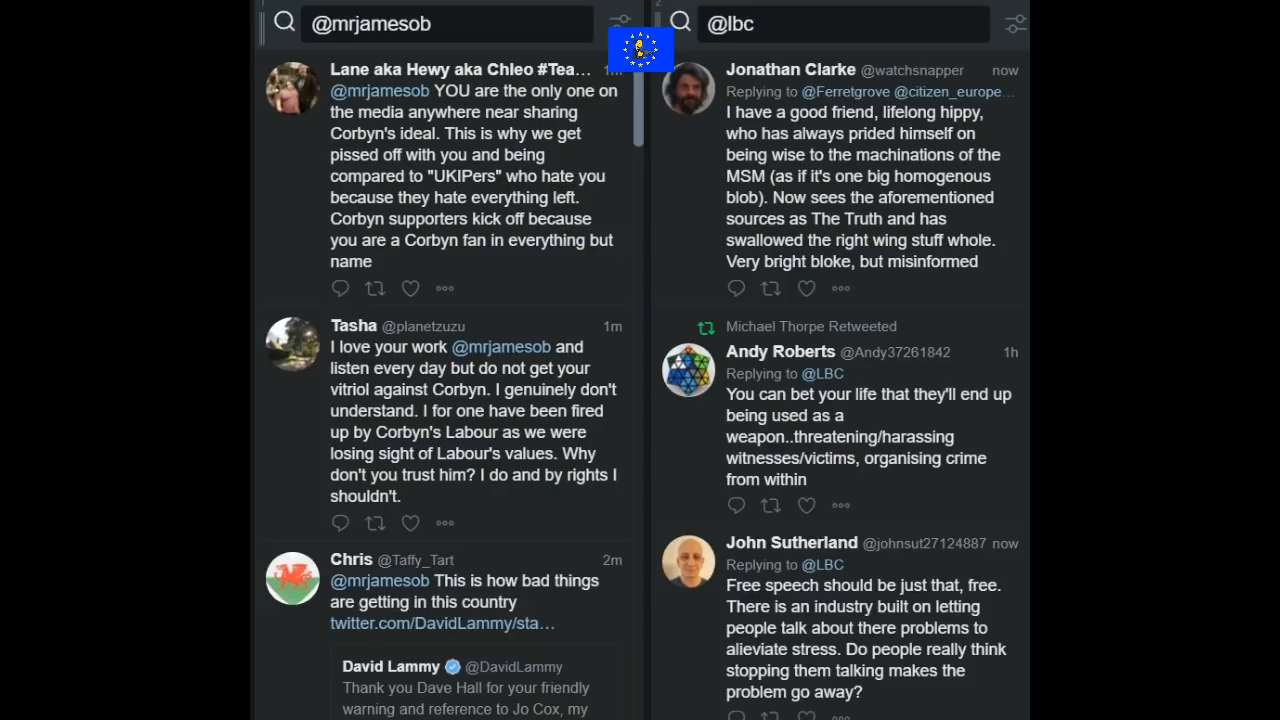 @mrjamesob
Lane aka Hewy aka Chleo #Tea...
@mrjamesob YOU are the only one on
the media anywhere near sharing
Corbyn's ideal. This is why we get
pissed off with you and being
compared to "UKIPers" who hate you
because they hate everything left.
Corbyn supporters kick off because
you are a Corbyn fan in everything but
name
Tasha @planetzuzu 1m
I love your work @mrjamesob and
listen every day but do not get your
vitriol against Corbyn. I genuinely don't
understand. I for one have been fired
up by Corbyn's Labour as we were
losing sight of Labour's values. Why
don't you trust him? I do and by rights I
shouldn't.
Chris @Taffy_Tart 2m
@mrjamesob This is how bad things
are getting in this country
twitter.com/DavidLammy/sta...
David Lammy @DavidLammy
Thank you Dave Hall for your friendly
warning and reference to Jo Cox, my
2
@lbc
Jonathan Clarke @watchsnapper now
Replying to @Ferretgrove @citizen_europe...
I have a good friend, lifelong hippy,
who has always prided himself on
being wise to the machinations of the
MSM (as if it's one big homogenous
blob). Now sees the aforementioned
sources as The Truth and has
swallowed the right wing stuff whole.
Very bright bloke, but misinformed
Michael Thorpe Retweeted
Andy Roberts @Andy37261842 1h
Replying to @LBC
You can bet your life that they'll end up
being used as a
weapon..threatening/harassing
witnesses/victims, organising crime
from within
John Sutherland @johnsut27124887 now
Replying to @LBC
Free speech should be just that, free.
There is an industry built on letting
people talk about there problems to
alieviate stress. Do people really think
stopping them talking makes the
problem go away?